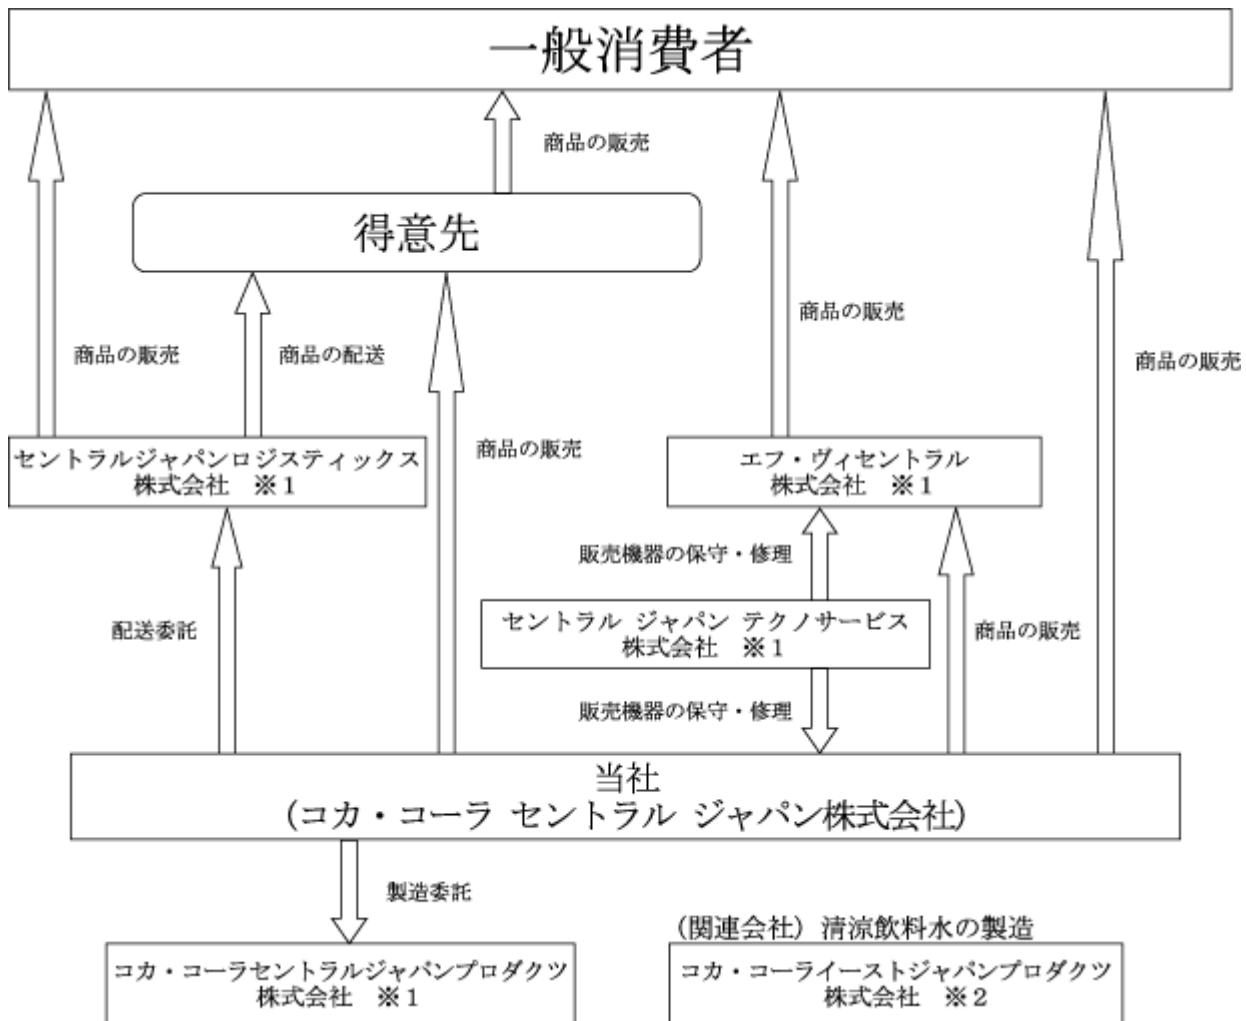 一般消費者
商品の販売
得意先
商品の販売
商品の配送
商品の販売
商品の販売
商品の販売
セントラルジャパンロジスティックス
株式会社 ※1
エフ・ヴィセントラル
株式会社 ※1
販売機器の保守・修理
配送委託
セントラル ジャパン テクノサービス
株式会社 ※1
商品の販売
販売機器の保守・修理
当社
(コカ・コーラ セントラル ジャパン株式会社)
製造委託
(関連会社) 清涼飲料水の製造
コカ・コーラセントラルジャパンプロダクツ
株式会社 ※1
コカ・コーライーストジャパンプロダクツ
株式会社 ※2